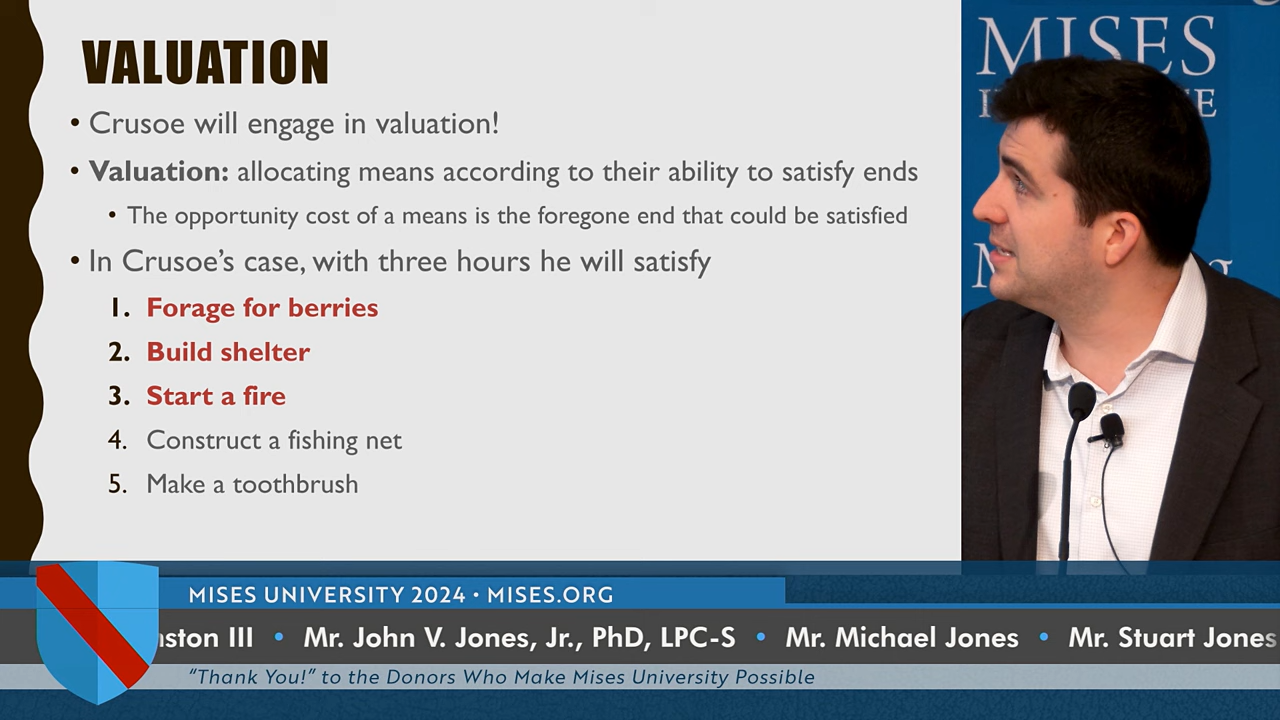 VALUATION
• Crusoe will engage in valuation!
• Valuation: allocating means according to their ability to satisfy ends
• The opportunity cost of a means is the foregone end that could be satisfied
• In Crusoe's case, with three hours he will satisfy
1. Forage for berries
2. Build shelter
3. Start a fire
4. Construct a fishing net
5. Make a toothbrush
MISES
MISES UNIVERSITY 2024 • MISES.ORG
nston III • Mr. John V. Jones, Jr., PhD, LPC-S • Mr. Michael Jones • Mr. Stuart Jones
“Thank You!” to the Donors Who Make Mises University Possible